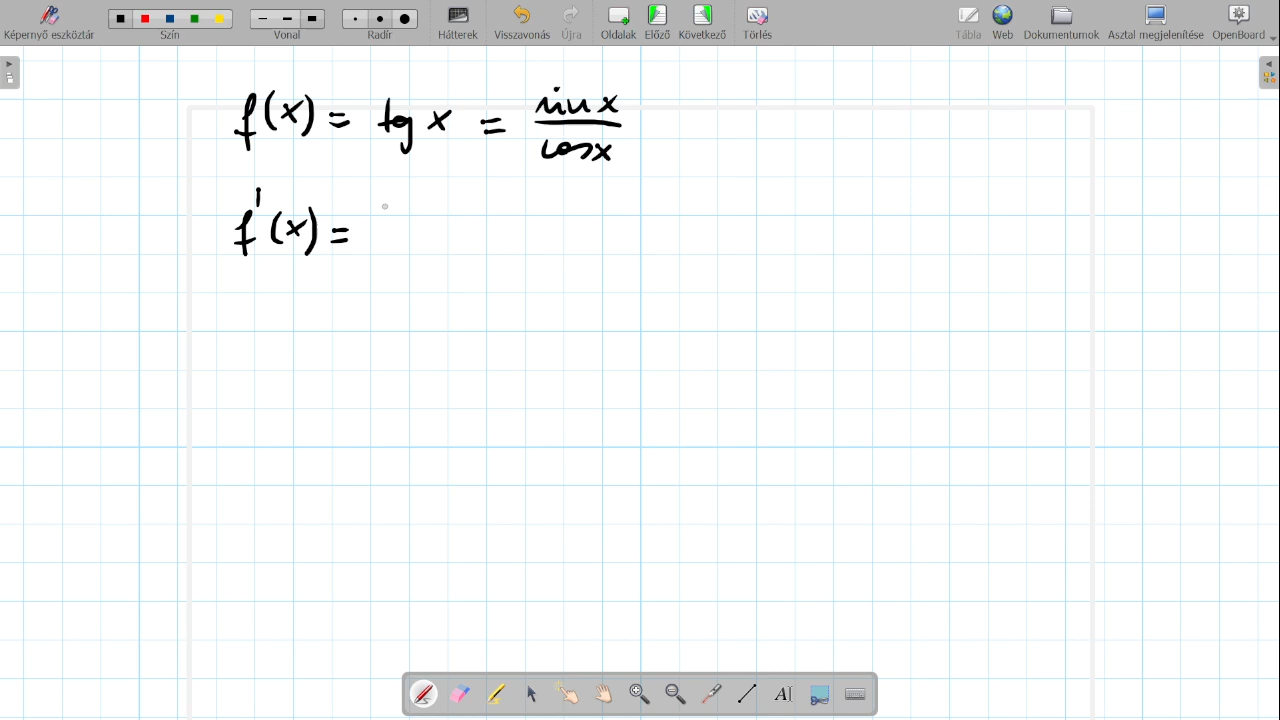 Képernyő eszköztár Szín Vonal Radír Hátterek Visszavonás Újra Oldalak Előző Következő Törlés Tábla Web Dokumentumok Asztal megjelenítése OpenBoard
f(x) = tg x = sin x / cos x
f'(x) =